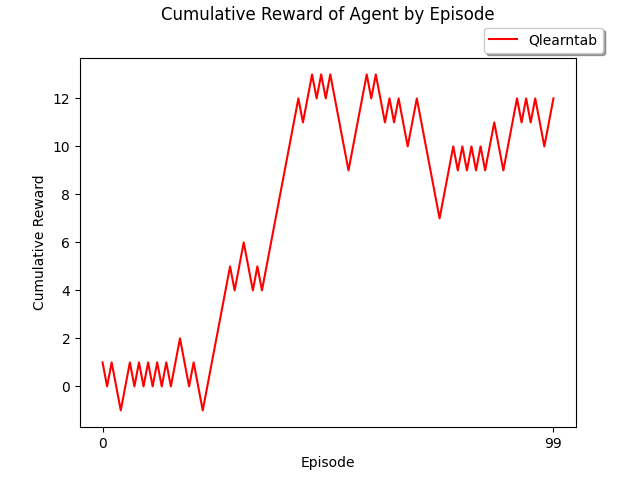 Cumulative Reward of Agent by Episode
Qlearntab
12
10
8
6
4
2
0
Cumulative Reward
0 99
Episode